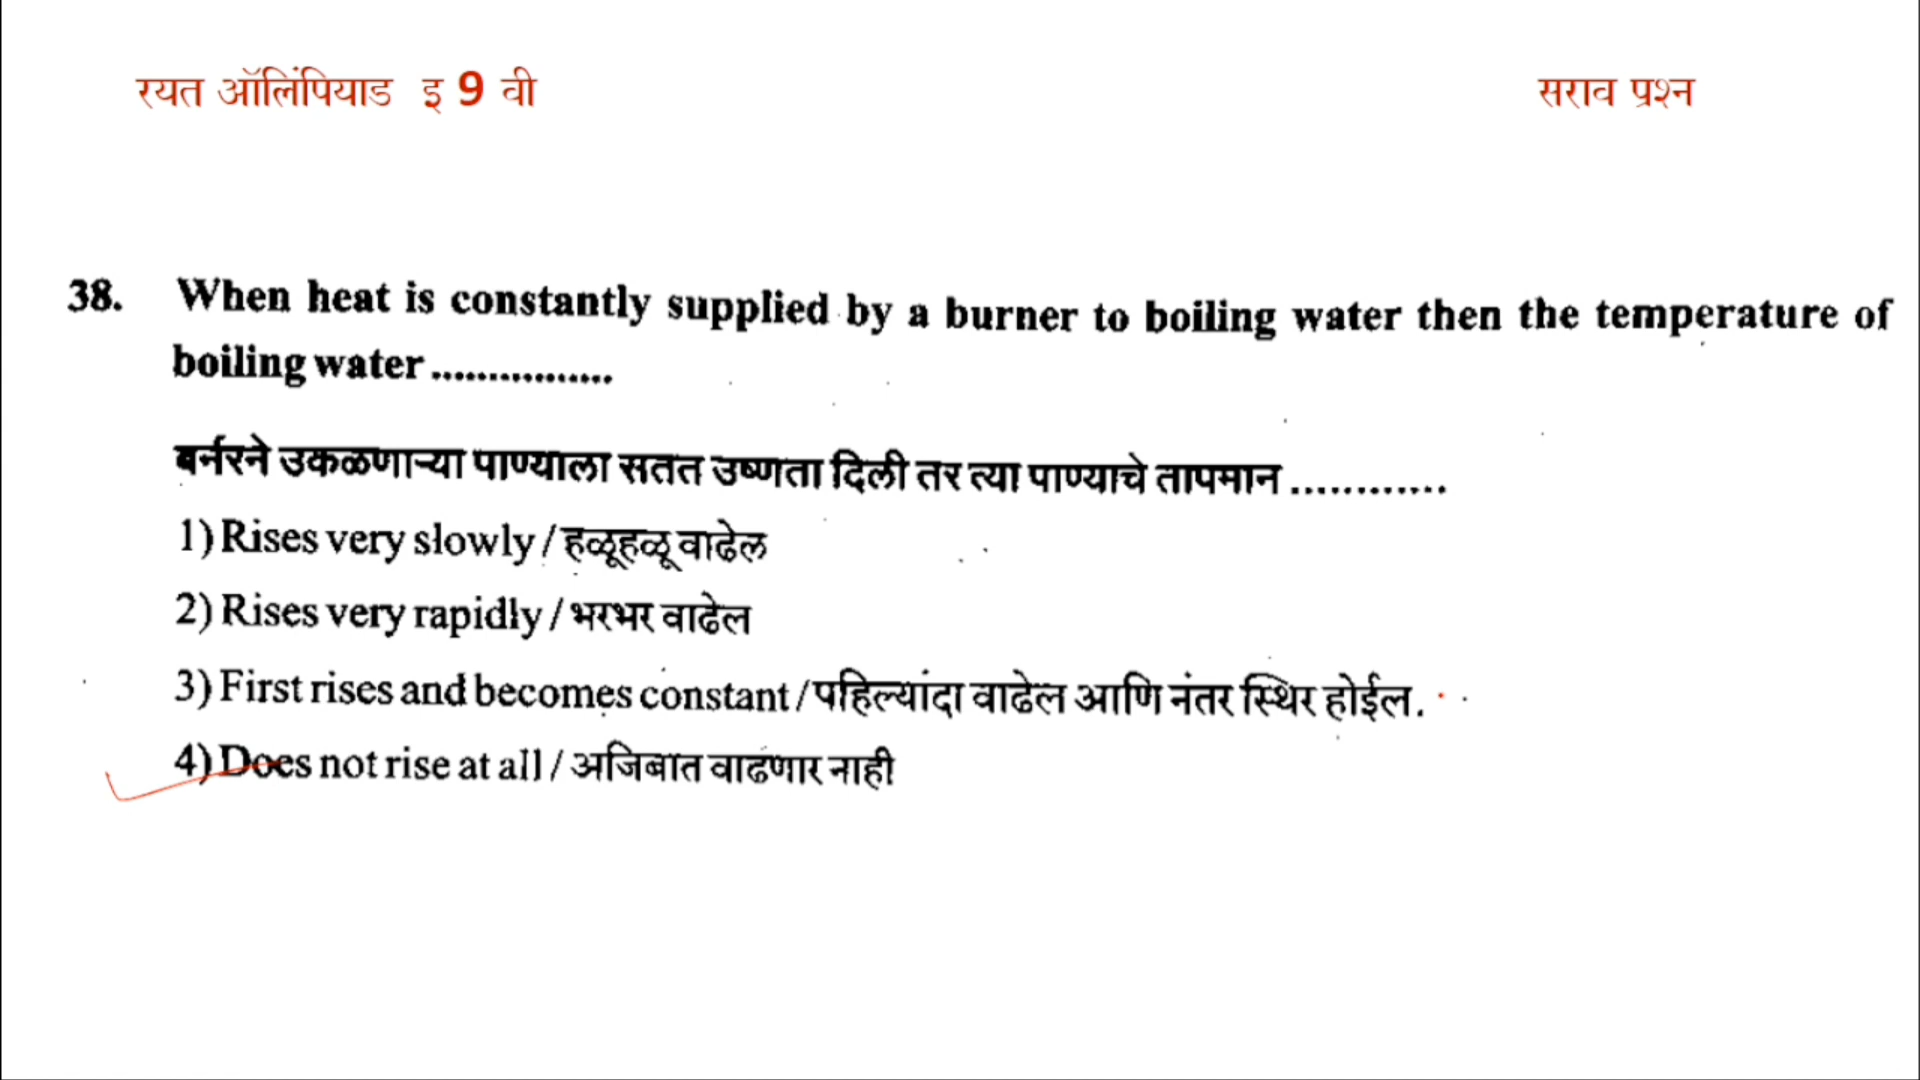 रयत ऑलिंपियाड इ 9 वी
सराव प्रश्न
38. When heat is constantly supplied by a burner to boiling water then the temperature of
boiling water ................
बर्नरने उकळणाऱ्या पाण्याला सतत उष्णता दिली तर त्या पाण्याचे तापमान ............
1) Rises very slowly / हळूहळू वाढेल
2) Rises very rapidly / भरभर वाढेल
3) First rises and becomes constant / पहिल्यांदा वाढेल आणि नंतर स्थिर होईल.
4) Does not rise at all / अजिबात वाढणार नाही